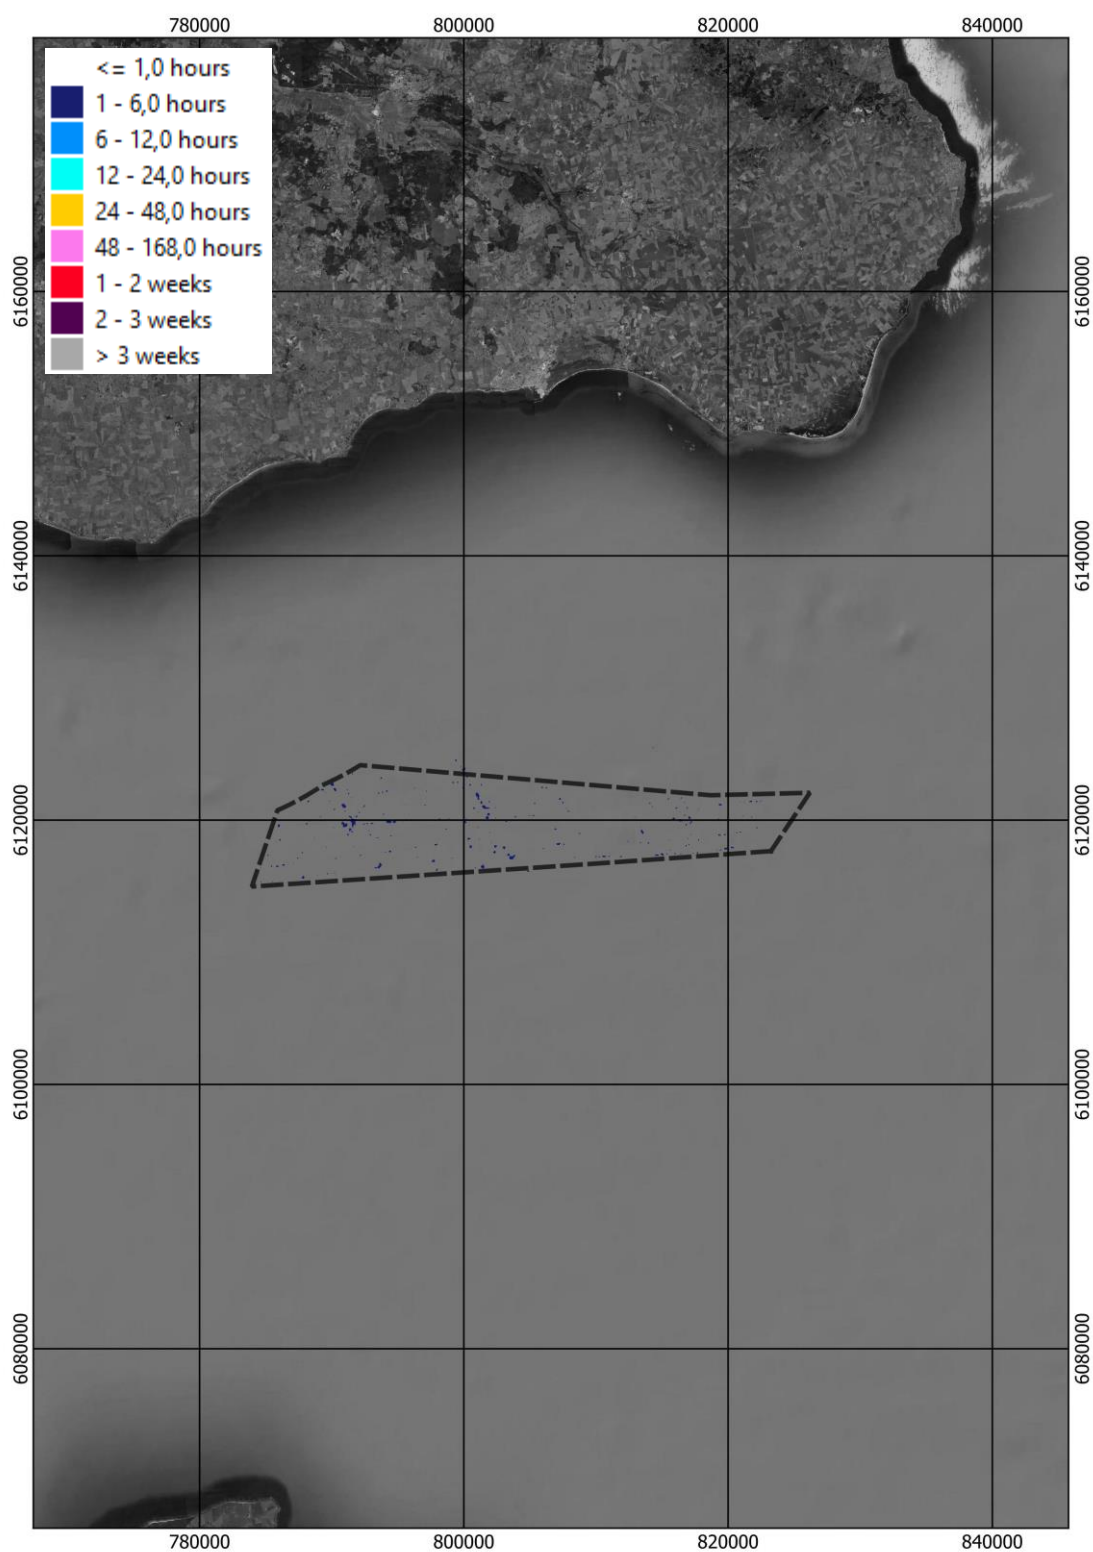 780000 800000 820000 840000
<= 1,0 hours
1 - 6,0 hours
6 - 12,0 hours
12 - 24,0 hours
24 - 48,0 hours
48 - 168,0 hours
1 - 2 weeks
2 - 3 weeks
> 3 weeks
6160000 6160000
6140000 6140000
6120000 6120000
6100000 6100000
6080000 6080000
780000 800000 820000 840000